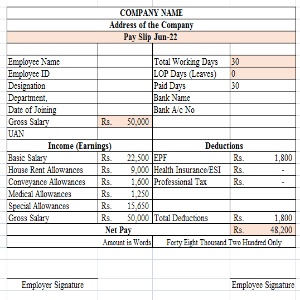 COMPANY NAME
Address of the Company
Pay Slip Jun-22
Employee Name Total Working Days 30
Employee ID LOP Days (Leaves) 0
Designation Paid Days 30
Department, Bank Name
Date of Joining Bank A/c No
Gross Salary Rs. 50,000
UAN
Income (Earnings) Deductions
Basic Salary Rs. 22,500 EPF Rs. 1,800
House Rent Allowances Rs. 9,000 Health Insurance/ESI Rs. -
Conveyance Allowances Rs. 1,600 Professional Tax Rs. -
Medical Allowances Rs. 1,250
Special Allowances Rs. 15,650
Gross Salary Rs. 50,000 Total Deductions Rs. 1,800
Net Pay Rs. 48,200
Amount in Words Forty Eight Thousand Two Hundred Only
Employer Signature Employee Signature